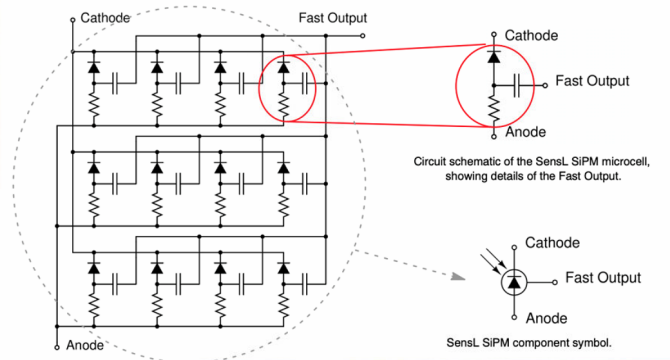 Cathode
Fast Output
Cathode
Fast Output
Anode
Circuit schematic of the SensL SiPM microcell,
showing details of the Fast Output.
Cathode
Fast Output
Anode
SensL SiPM component symbol.
Anode